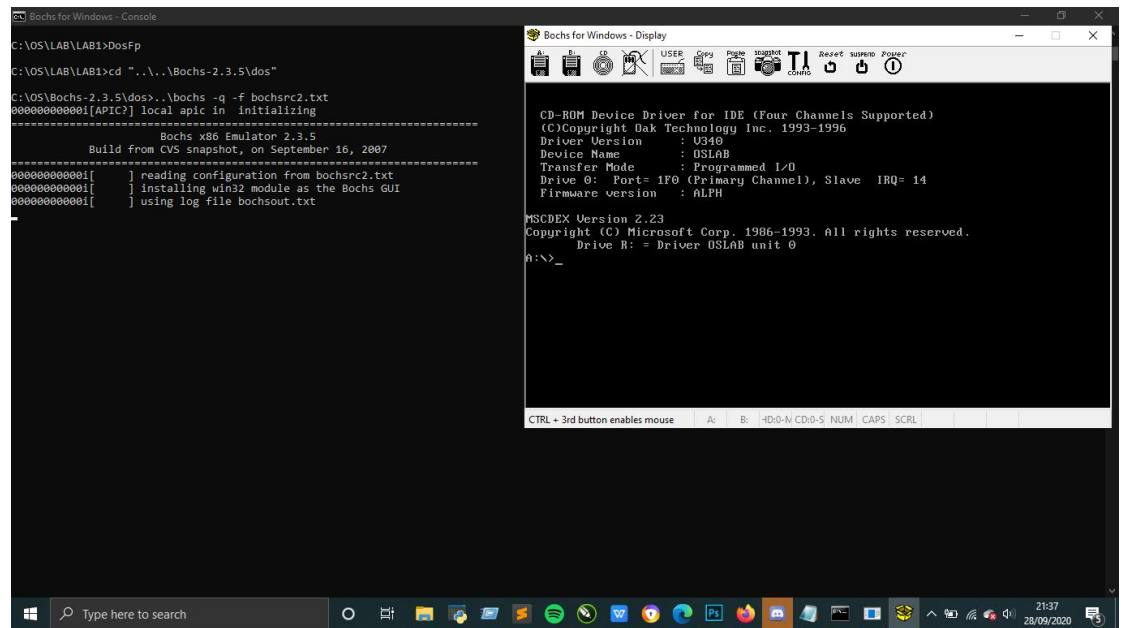 Bochs for Windows - Console
C:\OS\LAB\LAB1>DosFp
C:\OS\LAB\LAB1>cd "..\..\Bochs-2.3.5\dos"
C:\OS\Bochs-2.3.5\dos>..\bochs -q -f bochsrc2.txt
00000000000i[APIC?] local apic in  initializing
========================================================================
Bochs x86 Emulator 2.3.5
Build from CVS snapshot, on September 16, 2007
========================================================================
00000000000i[     ] reading configuration from bochsrc2.txt
00000000000i[     ] installing win32 module as the Bochs GUI
00000000000i[     ] using log file bochsout.txt
Bochs for Windows - Display
A: B: CD USER Copy Paste snapshot CONFIG Reset SUSPEND Power
CD-ROM Device Driver for IDE (Four Channels Supported)
(C)Copyright Oak Technology Inc. 1993-1996
Driver Version     : V340
Device Name        : OSLAB
Transfer Mode      : Programmed I/O
Drive 0:  Port= 1F0 (Primary Channel), Slave  IRQ= 14
Firmware version   : ALPH
MSCDEX Version 2.23
Copyright (C) Microsoft Corp. 1986-1993. All rights reserved.
Drive R: = Driver OSLAB unit 0
A:\>_
CTRL + 3rd button enables mouse A: B: HD:0-M CD:0-S NUM CAPS SCRL
Type here to search
21:37
28/09/2020